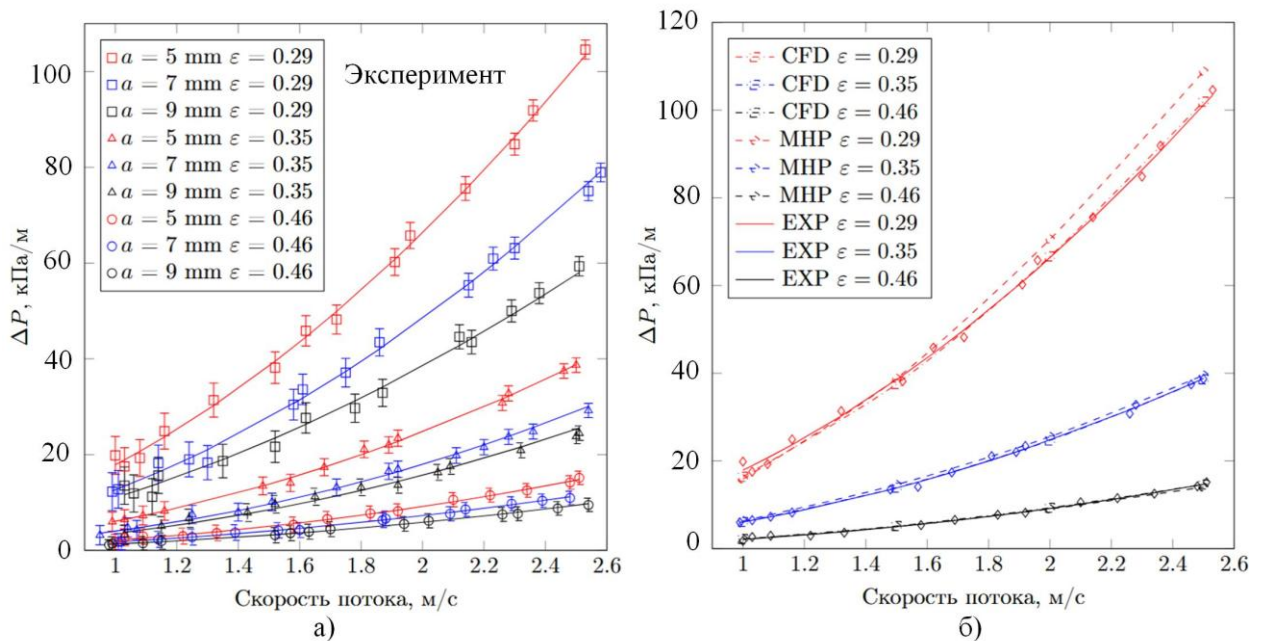 100
80
60
40
20
0
ΔP, кПа/м
a = 5 mm ε = 0.29
a = 7 mm ε = 0.29
a = 9 mm ε = 0.29
a = 5 mm ε = 0.35
a = 7 mm ε = 0.35
a = 9 mm ε = 0.35
a = 5 mm ε = 0.46
a = 7 mm ε = 0.46
a = 9 mm ε = 0.46
Эксперимент
1 1.2 1.4 1.6 1.8 2 2.2 2.4 2.6
Скорость потока, м/с
а)
120
100
80
60
40
20
0
ΔP, кПа/м
CFD ε = 0.29
CFD ε = 0.35
CFD ε = 0.46
MHP ε = 0.29
MHP ε = 0.35
MHP ε = 0.46
EXP ε = 0.29
EXP ε = 0.35
EXP ε = 0.46
1 1.2 1.4 1.6 1.8 2 2.2 2.4 2.6
Скорость потока, м/с
б)